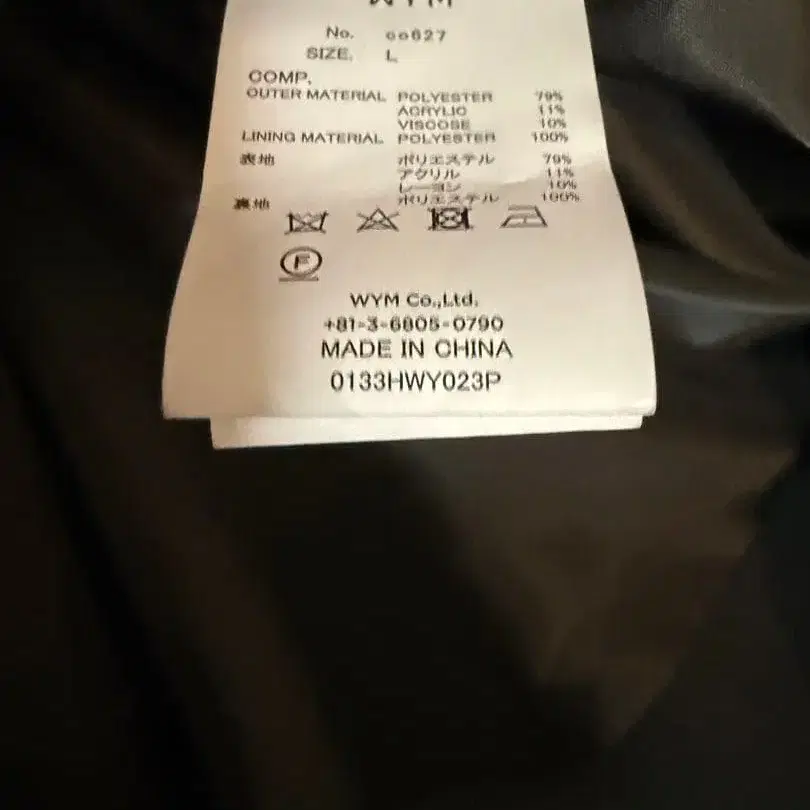 WYM
No. 60627
SIZE. L
COMP.
OUTER MATERIAL POLYESTER 79%
ACRYLIC 11%
VISCOSE 10%
LINING MATERIAL POLYESTER 100%
表地 ポリエステル 79%
アクリル 11%
レーヨン 10%
裏地 ポリエステル 100%
F
WYM Co.,Ltd.
+81-3-6805-0790
MADE IN CHINA
0133HWY023P